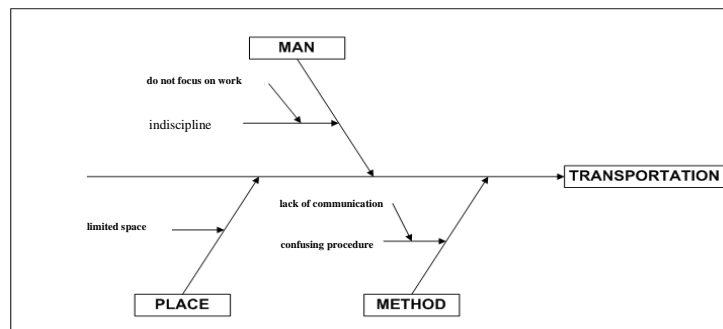 MAN
do not focus on work
indiscipline
TRANSPORTATION
lack of communication
limited space
confusing procedure
PLACE
METHOD